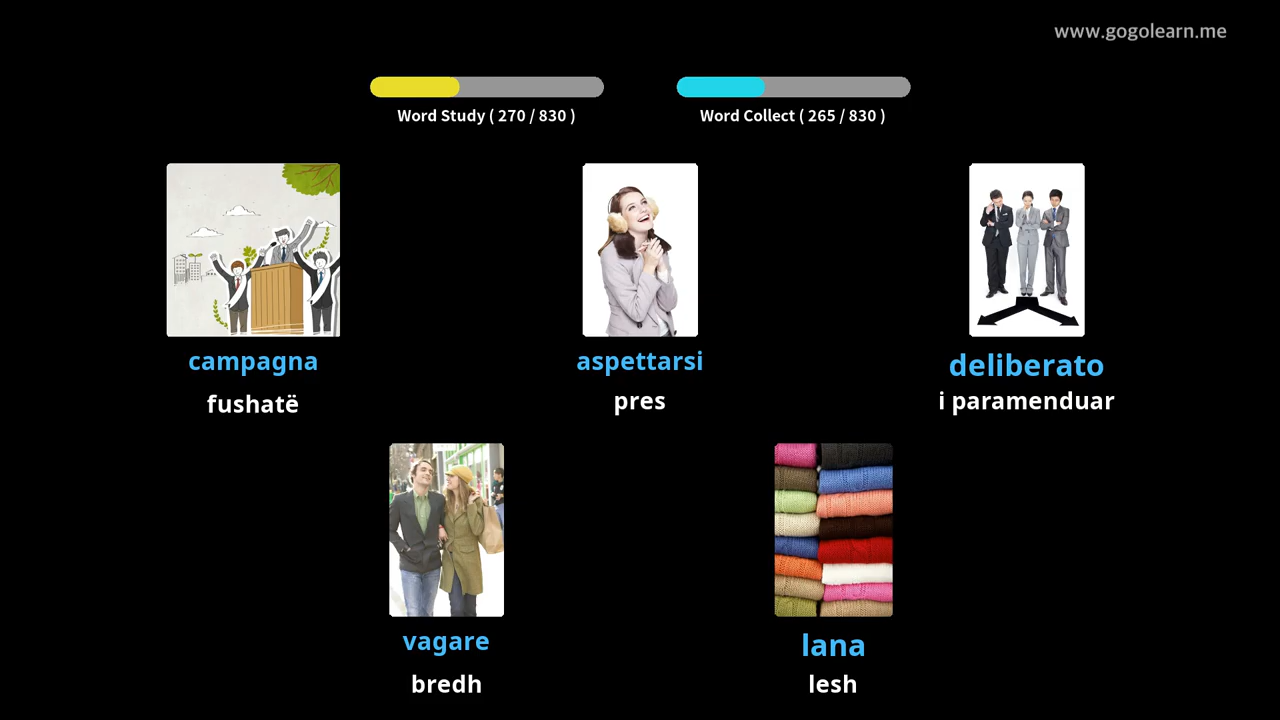 www.gogolearn.me
Word Study ( 270 / 830 )
Word Collect ( 265 / 830 )
campagna
fushatë
aspettarsi
pres
deliberato
i paramenduar
vagare
bredh
lana
lesh